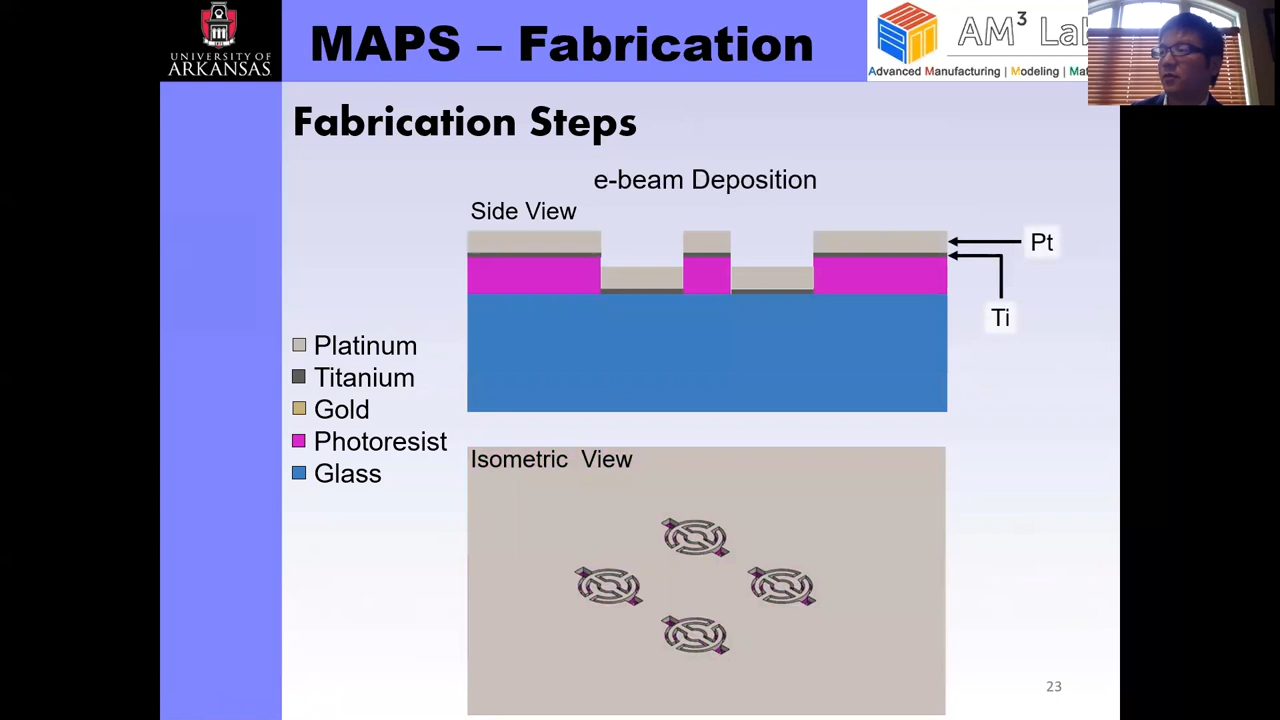 UNIVERSITY OF
ARKANSAS
MAPS – Fabrication
AM³ Lab
Advanced Manufacturing | Modeling |
Fabrication Steps
e-beam Deposition
Side View
Pt
Ti
Platinum
Titanium
Gold
Photoresist
Glass
Isometric View
23